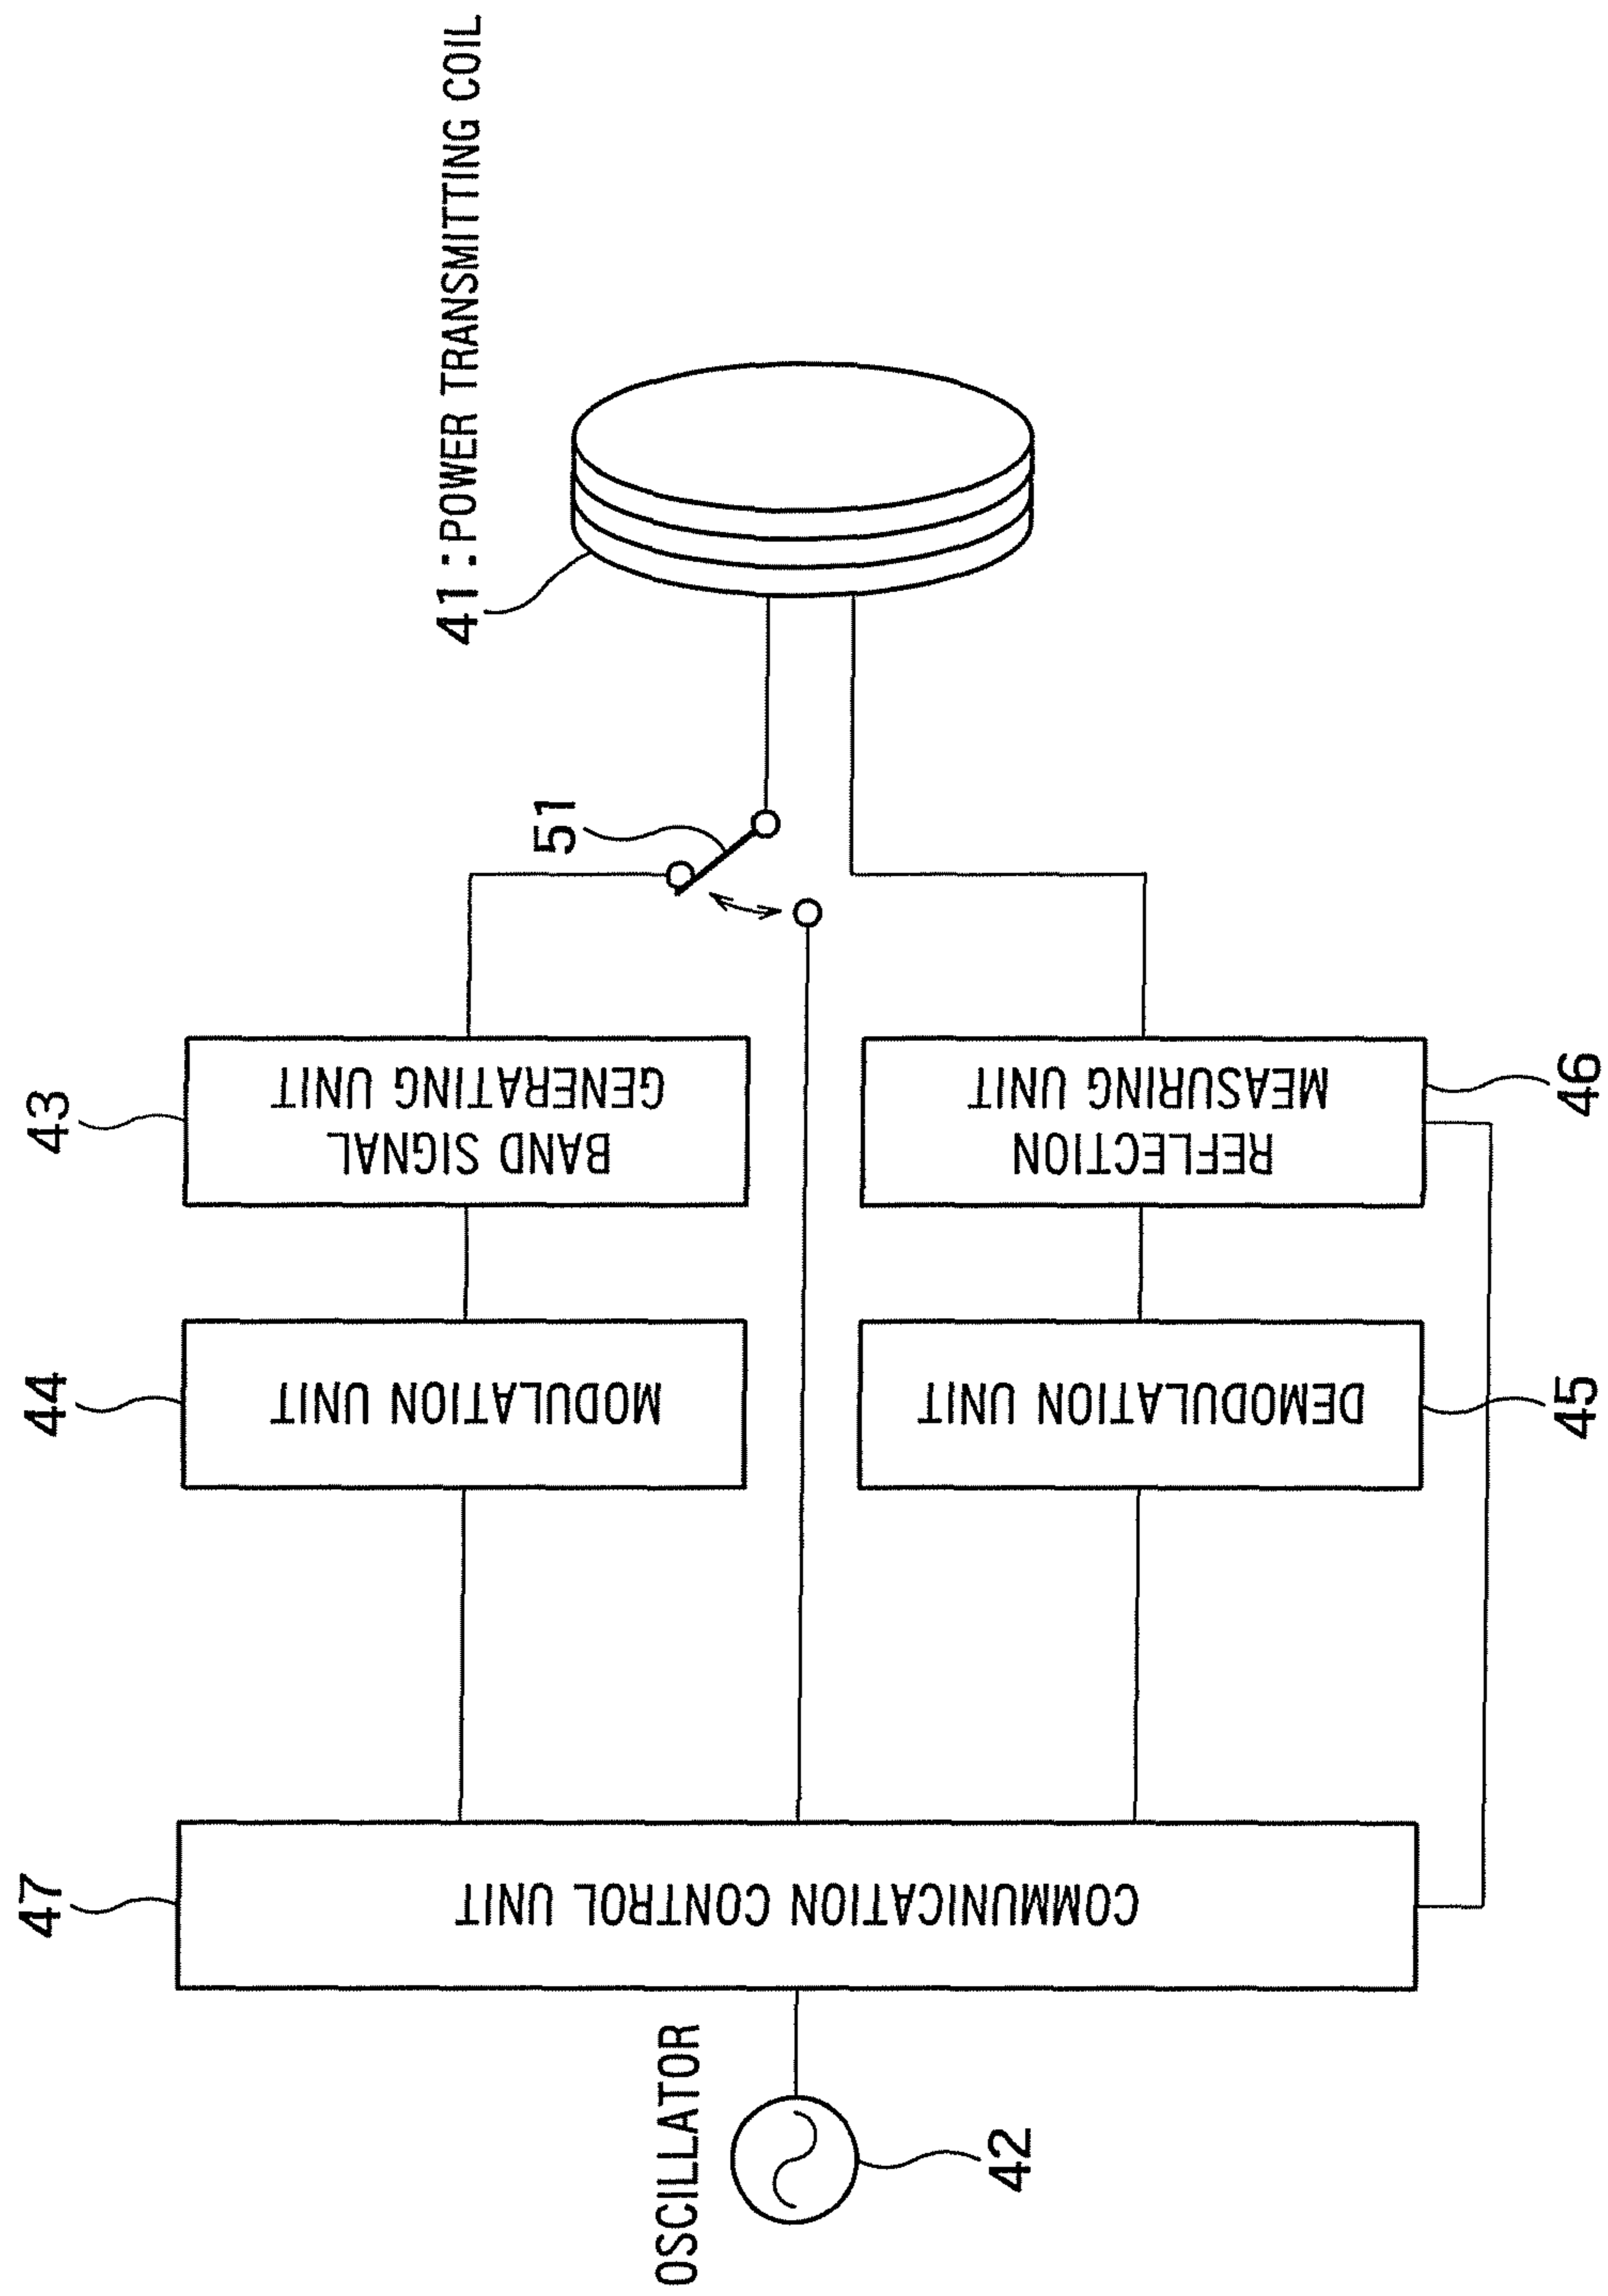 41 : POWER TRANSMITTING COIL
51
43
BAND SIGNAL
GENERATING UNIT
REFLECTION
MEASURING UNIT
46
44
MODULATION UNIT
DEMODULATION UNIT
45
47
COMMUNICATION CONTROL UNIT
OSCILLATOR
42